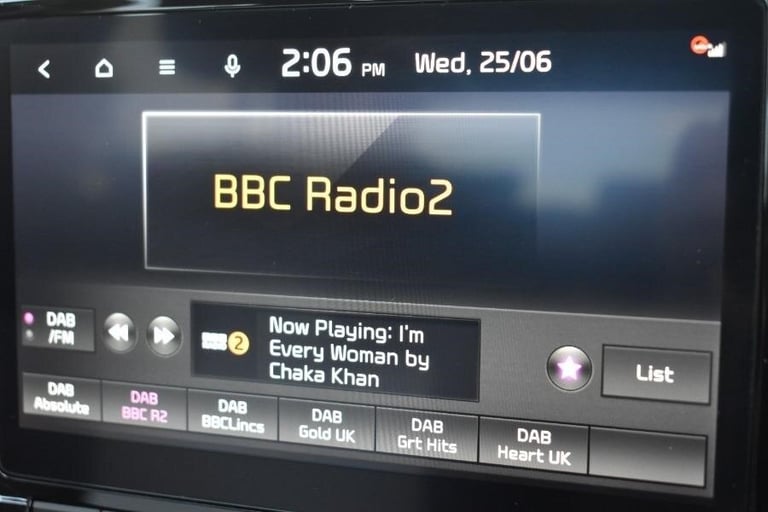 2:06 PM Wed, 25/06
BBC Radio2
DAB
/FM
2
Now Playing: I'm
Every Woman by
Chaka Khan
List
DAB
Absolute
DAB
BBC R2
DAB
BBCLincs
DAB
Gold UK
DAB
Grt Hits
DAB
Heart UK